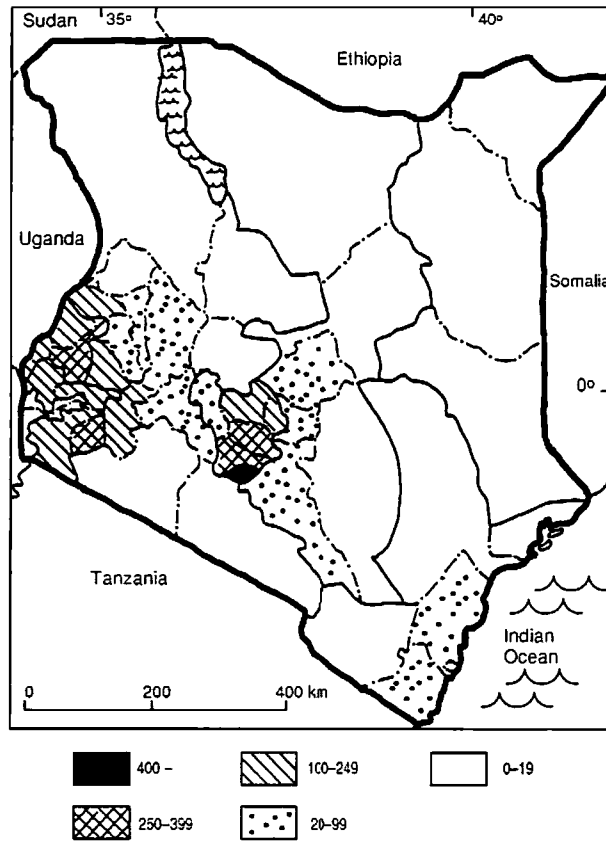 Sudan
35°
40°
Ethiopia
Uganda
Somalia
0°
Tanzania
Indian
Ocean
0 200 400 km
400 –
100–249
0–19
250–399
20–99